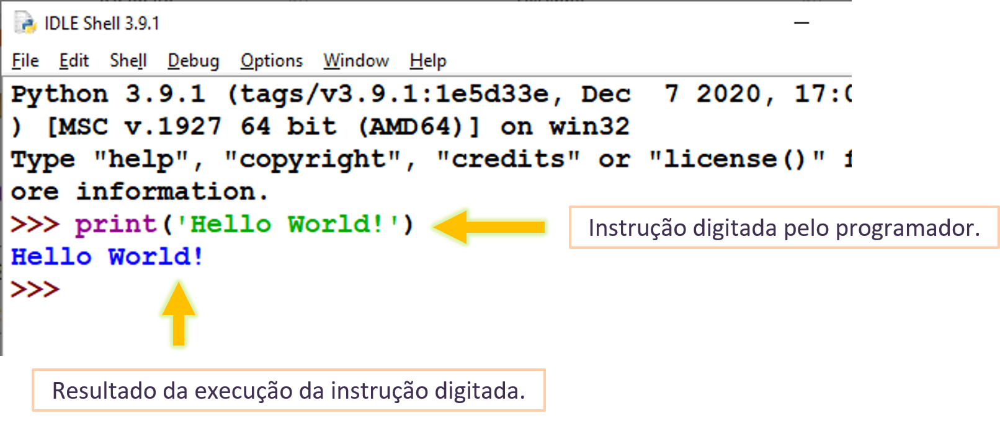 IDLE Shell 3.9.1
File Edit Shell Debug Options Window Help
Python 3.9.1 (tags/v3.9.1:1e5d33e, Dec  7 2020, 17:0
) [MSC v.1927 64 bit (AMD64)] on win32
Type "help", "copyright", "credits" or "license()" f
ore information.
>>> print('Hello World!')
Instrução digitada pelo programador.
Hello World!
>>>
Resultado da execução da instrução digitada.